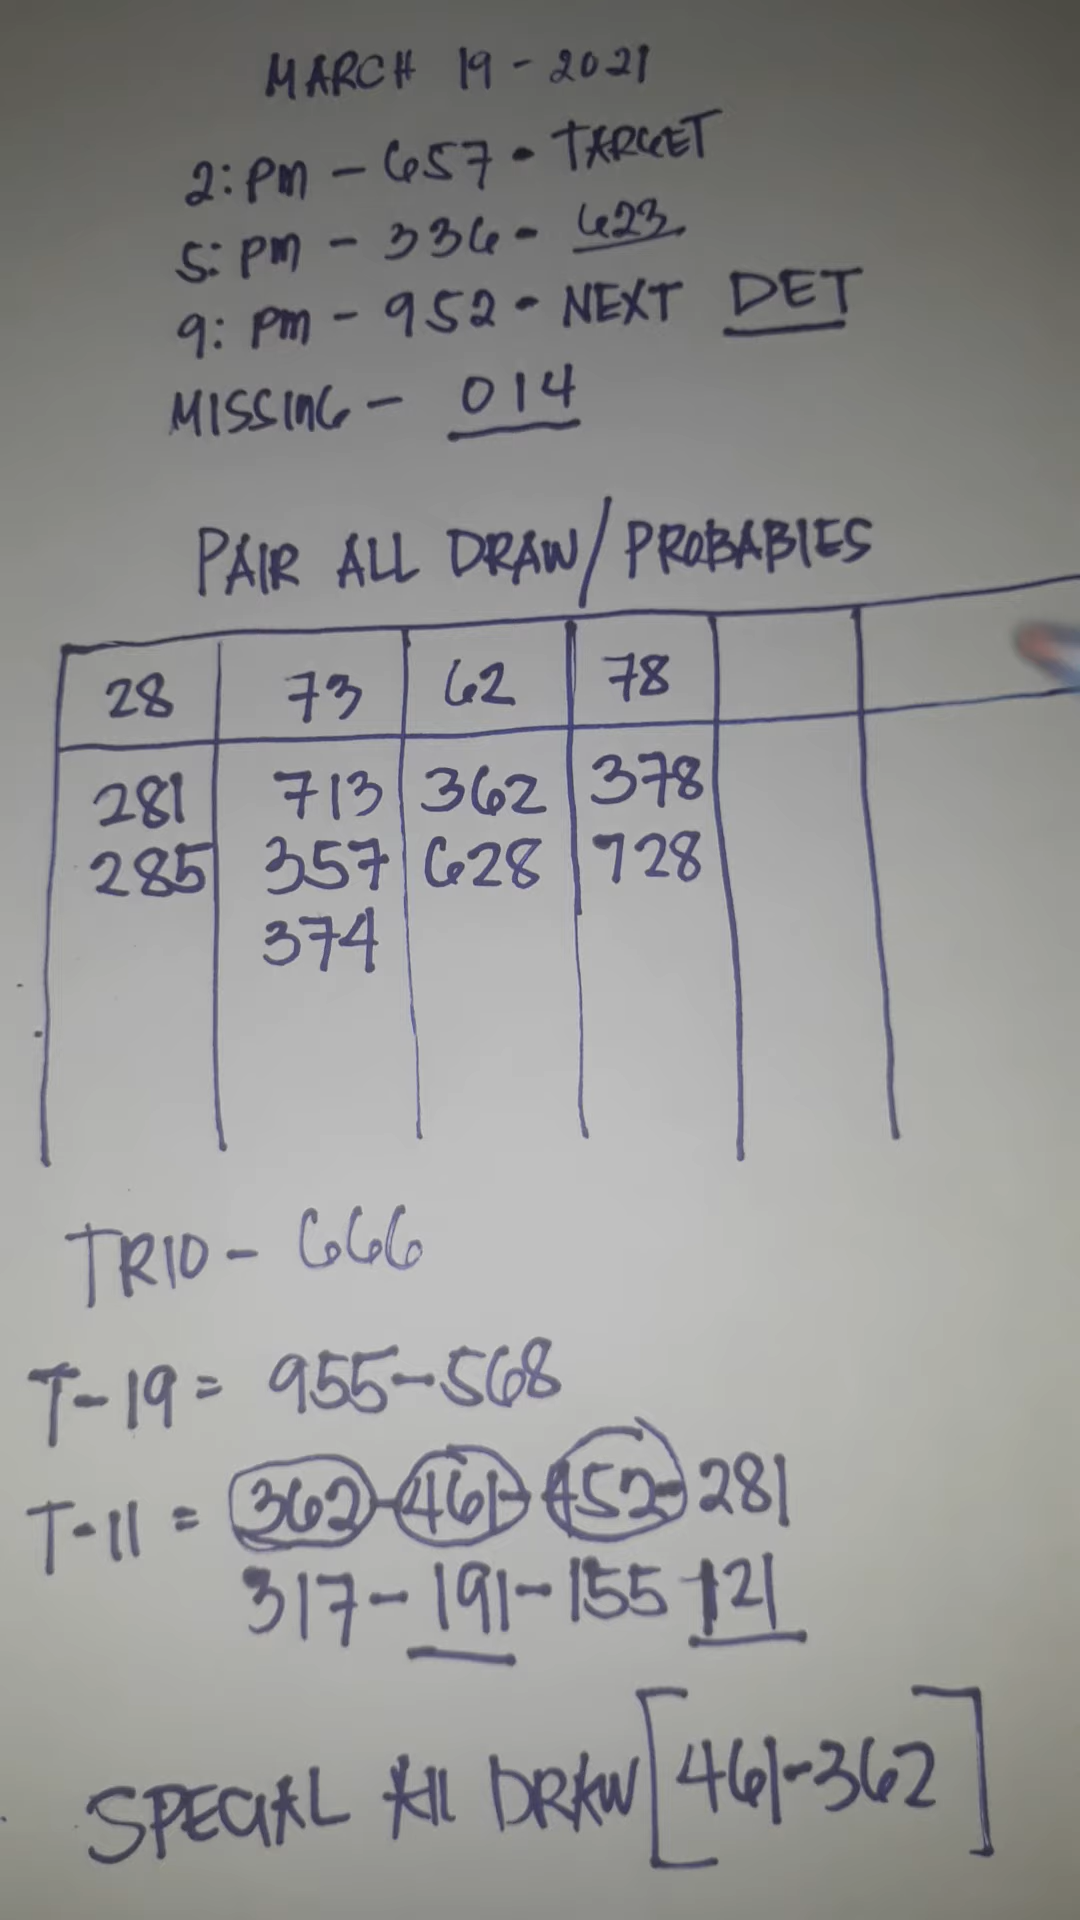 MARCH 19-2021
2:PM - 657 - TARGET
5:PM - 336 - 623
9:PM - 952 - NEXT DET
MISSING - 014
PAIR ALL DRAW/PROBABIES
28 73 62 78
281 713 362 378
285 357 628 728
374
TRIO - 666
T-19 = 955-568
T-11 = 362-461-452-281
317-191-155-121
SPECIAL All DRAW [461-362]